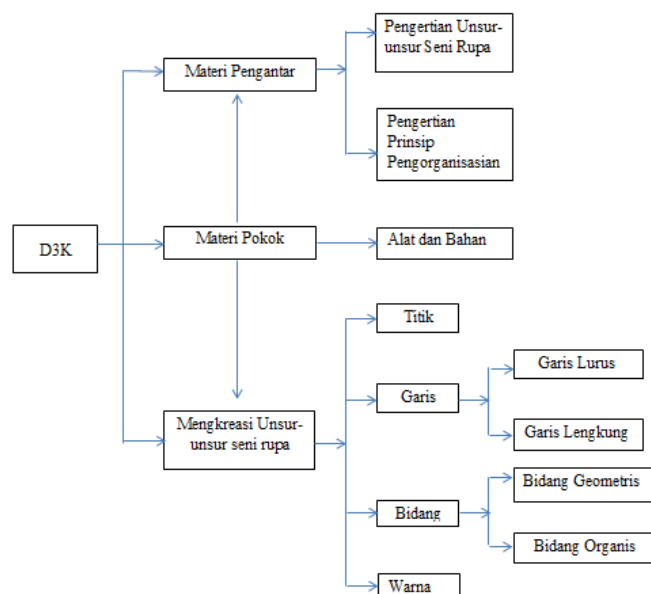 Pengertian Unsur-
unsur Seni Rupa
Materi Pengantar
Pengertian
Prinsip
Pengorganisasian
D3K
Materi Pokok
Alat dan Bahan
Titik
Garis Lurus
Garis
Mengkreasi Unsur-
unsur seni rupa
Garis Lengkung
Bidang Geometris
Bidang
Bidang Organis
Warna